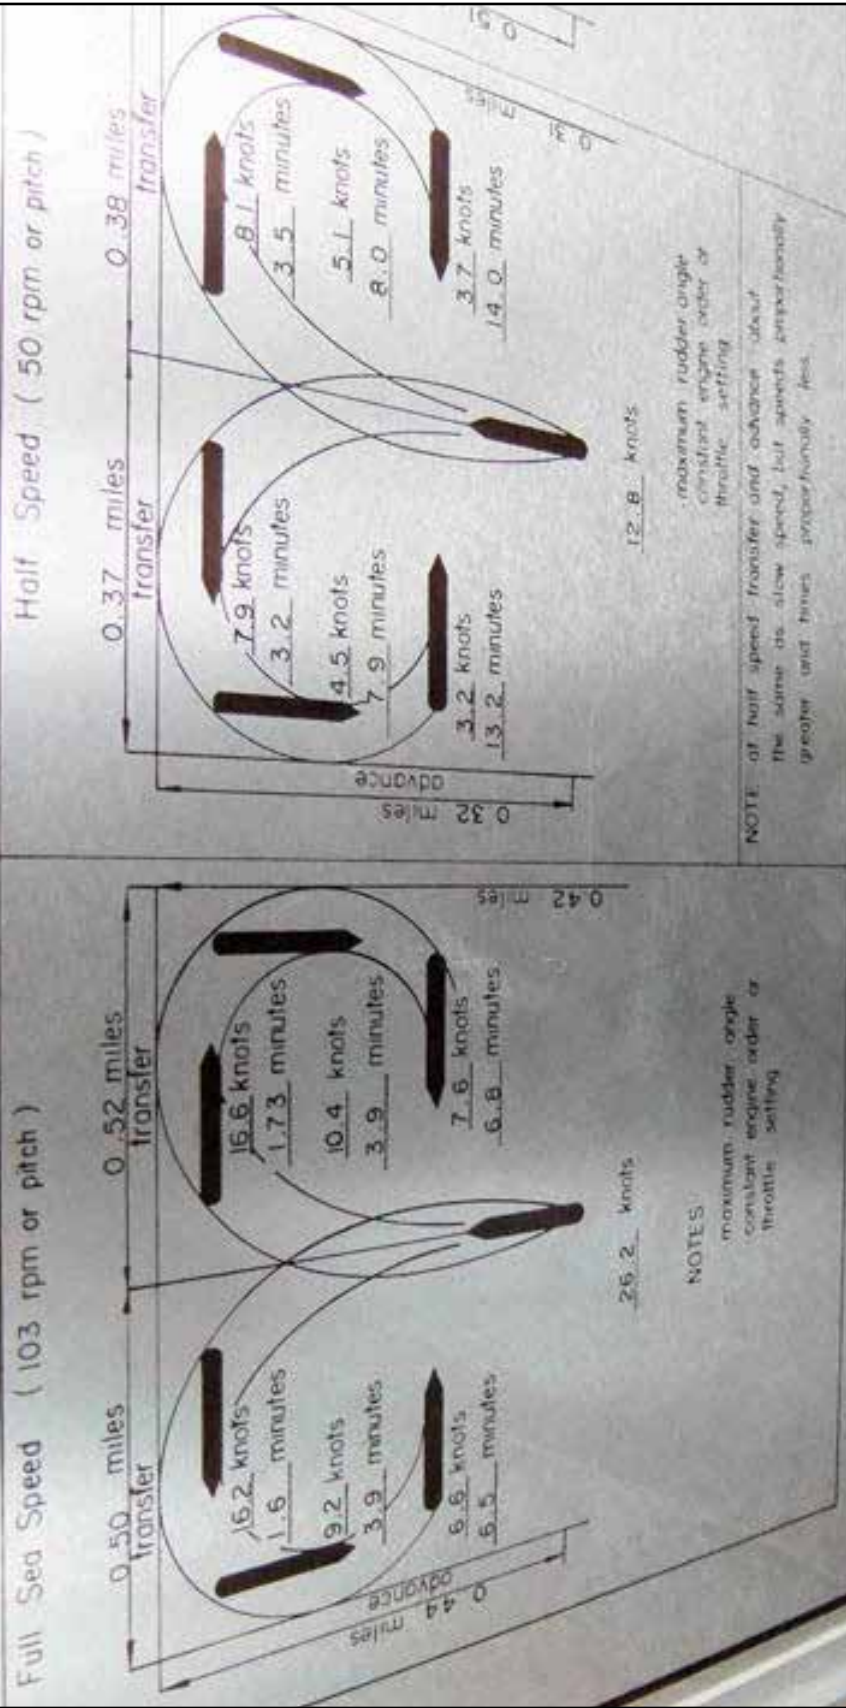 Full Sea Speed (103 rpm or pitch)
0.50 miles
transfer
0.52 miles
transfer
16.2 knots
1.6 minutes
9.2 knots
3.9 minutes
6.6 knots
6.5 minutes
16.6 knots
1.73 minutes
10.4 knots
3.9 minutes
7.6 knots
6.8 minutes
0.44 miles
advance
0.42 miles
26.2 knots
NOTES:
maximum rudder angle
constant engine order or
throttle setting
Half Speed (50 rpm or pitch)
0.37 miles
transfer
0.38 miles
transfer
7.9 knots
3.2 minutes
4.5 knots
7.9 minutes
3.2 knots
13.2 minutes
8.1 knots
3.5 minutes
5.1 knots
8.0 minutes
3.7 knots
14.0 minutes
0.32 miles
advance
0.31 miles
0.51
12.8 knots
maximum rudder angle
constant engine order or
throttle setting
NOTE: at half speed transfer and advance about
the same as slow speed, but speeds proportionally
greater and times proportionally less.